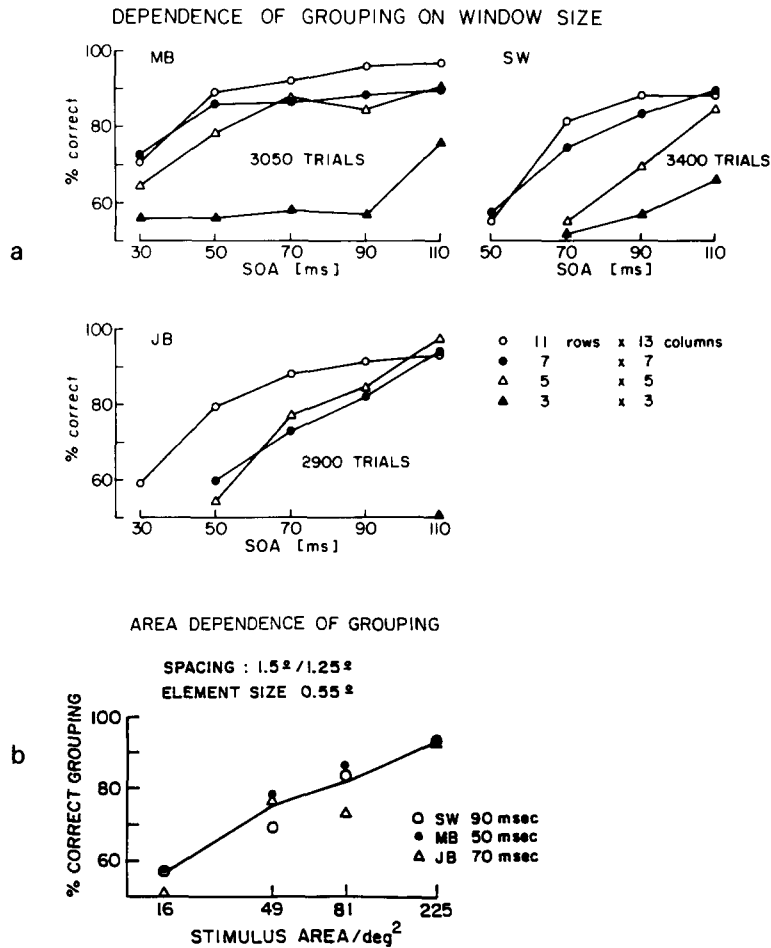 DEPENDENCE OF GROUPING ON WINDOW SIZE
a
MB
100
80
60
% correct
3050 TRIALS
30 50 70 90 110
SOA [ms]
SW
3400 TRIALS
50 70 90 110
SOA [ms]
JB
100
80
60
% correct
2900 TRIALS
30 50 70 90 110
SOA [ms]
11 rows x 13 columns
7 x 7
5 x 5
3 x 3
b
AREA DEPENDENCE OF GROUPING
SPACING : 1.5º/1.25º
ELEMENT SIZE 0.55º
% CORRECT GROUPING
100
80
60
SW 90 msec
MB 50 msec
JB 70 msec
16 49 81 225
STIMULUS AREA/deg²